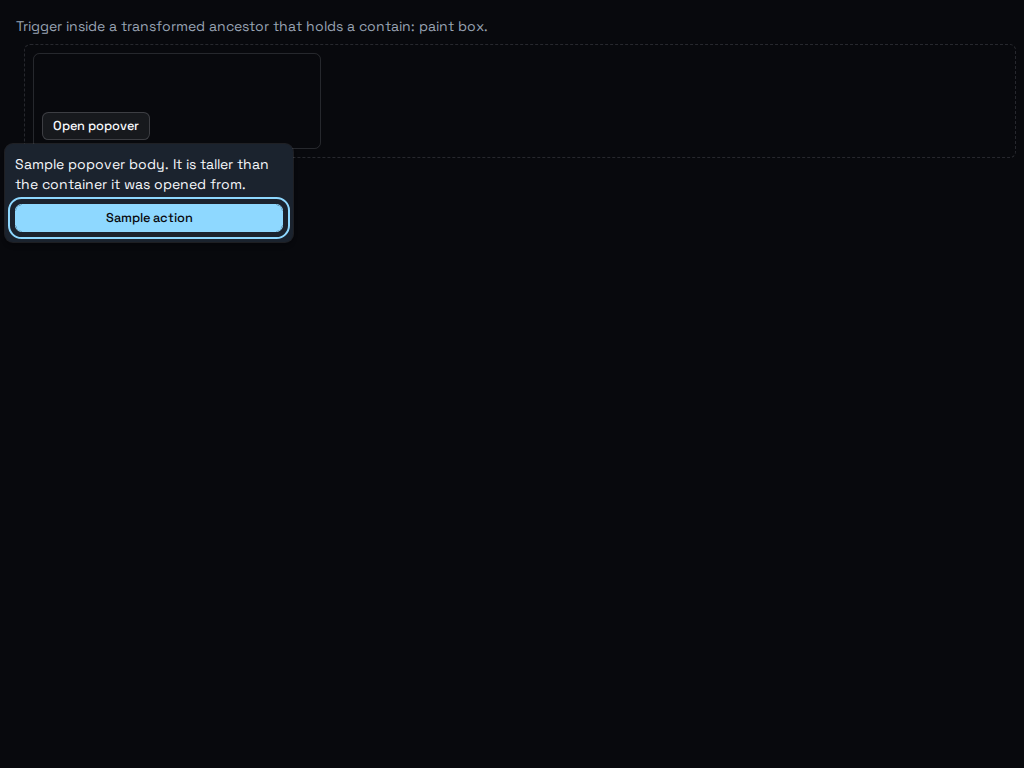 Trigger inside a transformed ancestor that holds a contain: paint box.
Open popover
Sample popover body. It is taller than
the container it was opened from.
Sample action